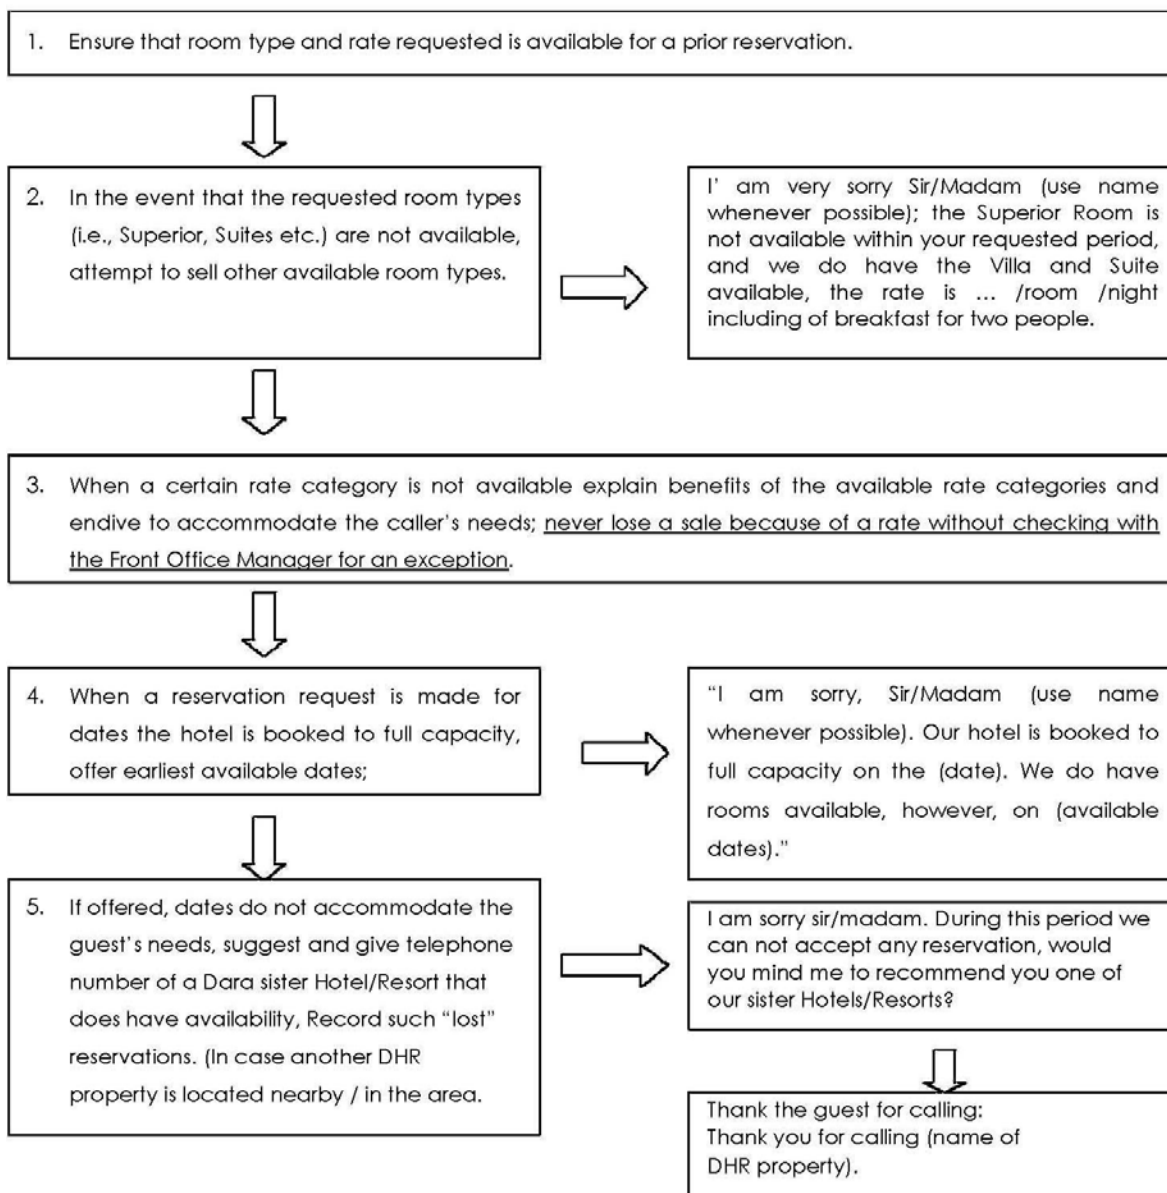 1. Ensure that room type and rate requested is available for a prior reservation.
2. In the event that the requested room types
(i.e., Superior, Suites etc.) are not available,
attempt to sell other available room types.
I' am very sorry Sir/Madam (use name
whenever possible); the Superior Room is
not available within your requested period,
and we do have the Villa and Suite
available, the rate is ... /room /night
including of breakfast for two people.
3. When a certain rate category is not available explain benefits of the available rate categories and
endive to accommodate the caller's needs; never lose a sale because of a rate without checking with
the Front Office Manager for an exception.
4. When a reservation request is made for
dates the hotel is booked to full capacity,
offer earliest available dates;
"I am sorry, Sir/Madam (use name
whenever possible). Our hotel is booked to
full capacity on the (date). We do have
rooms available, however, on (available
dates)."
5. If offered, dates do not accommodate the
guest's needs, suggest and give telephone
number of a Dara sister Hotel/Resort that
does have availability, Record such "lost"
reservations. (In case another DHR
property is located nearby / in the area.
I am sorry sir/madam. During this period we
can not accept any reservation, would
you mind me to recommend you one of
our sister Hotels/Resorts?
Thank the guest for calling:
Thank you for calling (name of
DHR property).